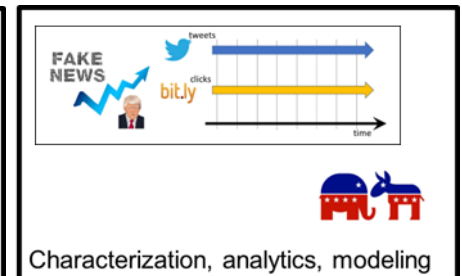 tweets
FAKE
NEWS
clicks
bit.ly
time
Characterization, analytics, modeling